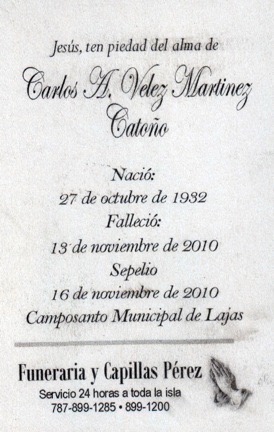 Jesús, ten piedad del alma de
Carlos A. Velez Martinez
Catoño
Nació:
27 de octubre de 1932
Falleció:
13 de noviembre de 2010
Sepelio
16 de noviembre de 2010
Camposanto Municipal de Lajas
Funeraria y Capillas Pérez
Servicio 24 horas a toda la isla
787-899-1285 • 899-1200